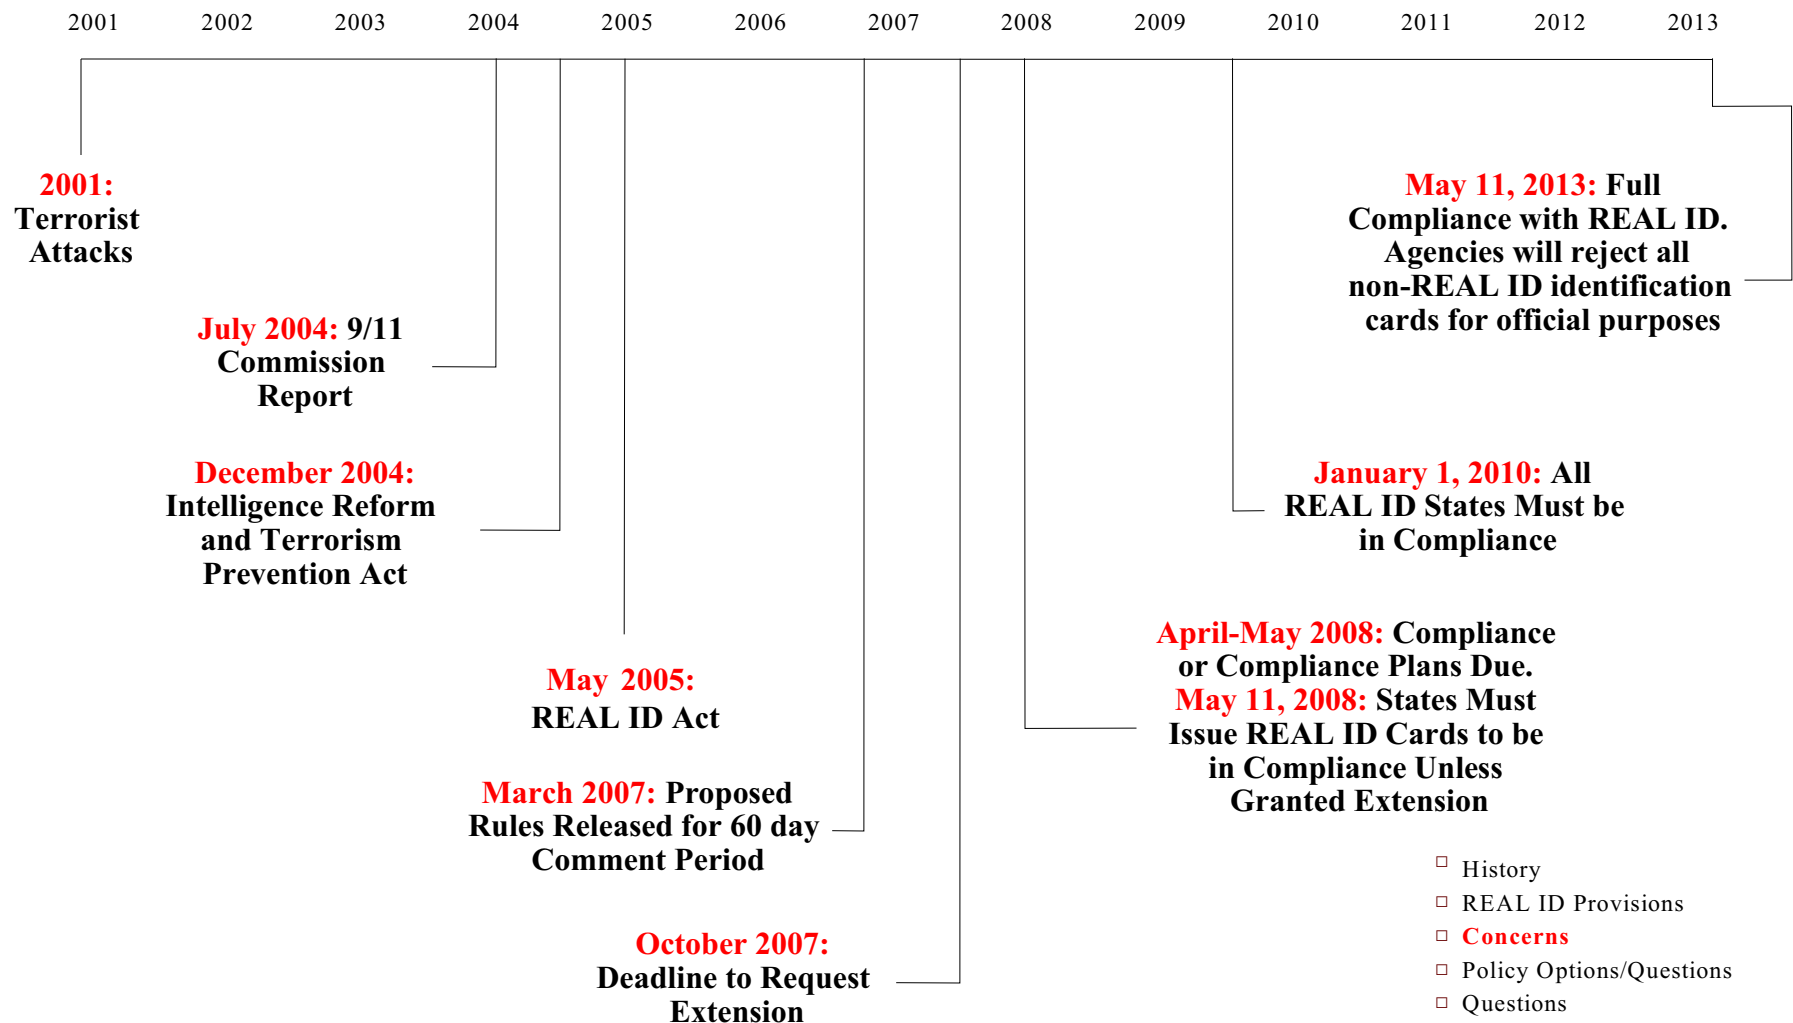 2001 2002 2003 2004 2005 2006 2007 2008 2009 2010 2011 2012 2013
2001:
Terrorist
Attacks
July 2004: 9/11
Commission
Report
December 2004:
Intelligence Reform
and Terrorism
Prevention Act
May 2005:
REAL ID Act
March 2007: Proposed
Rules Released for 60 day
Comment Period
October 2007:
Deadline to Request
Extension
April-May 2008: Compliance
or Compliance Plans Due.
May 11, 2008: States Must
Issue REAL ID Cards to be
in Compliance Unless
Granted Extension
January 1, 2010: All
REAL ID States Must be
in Compliance
May 11, 2013: Full
Compliance with REAL ID.
Agencies will reject all
non-REAL ID identification
cards for official purposes
History
REAL ID Provisions
Concerns
Policy Options/Questions
Questions